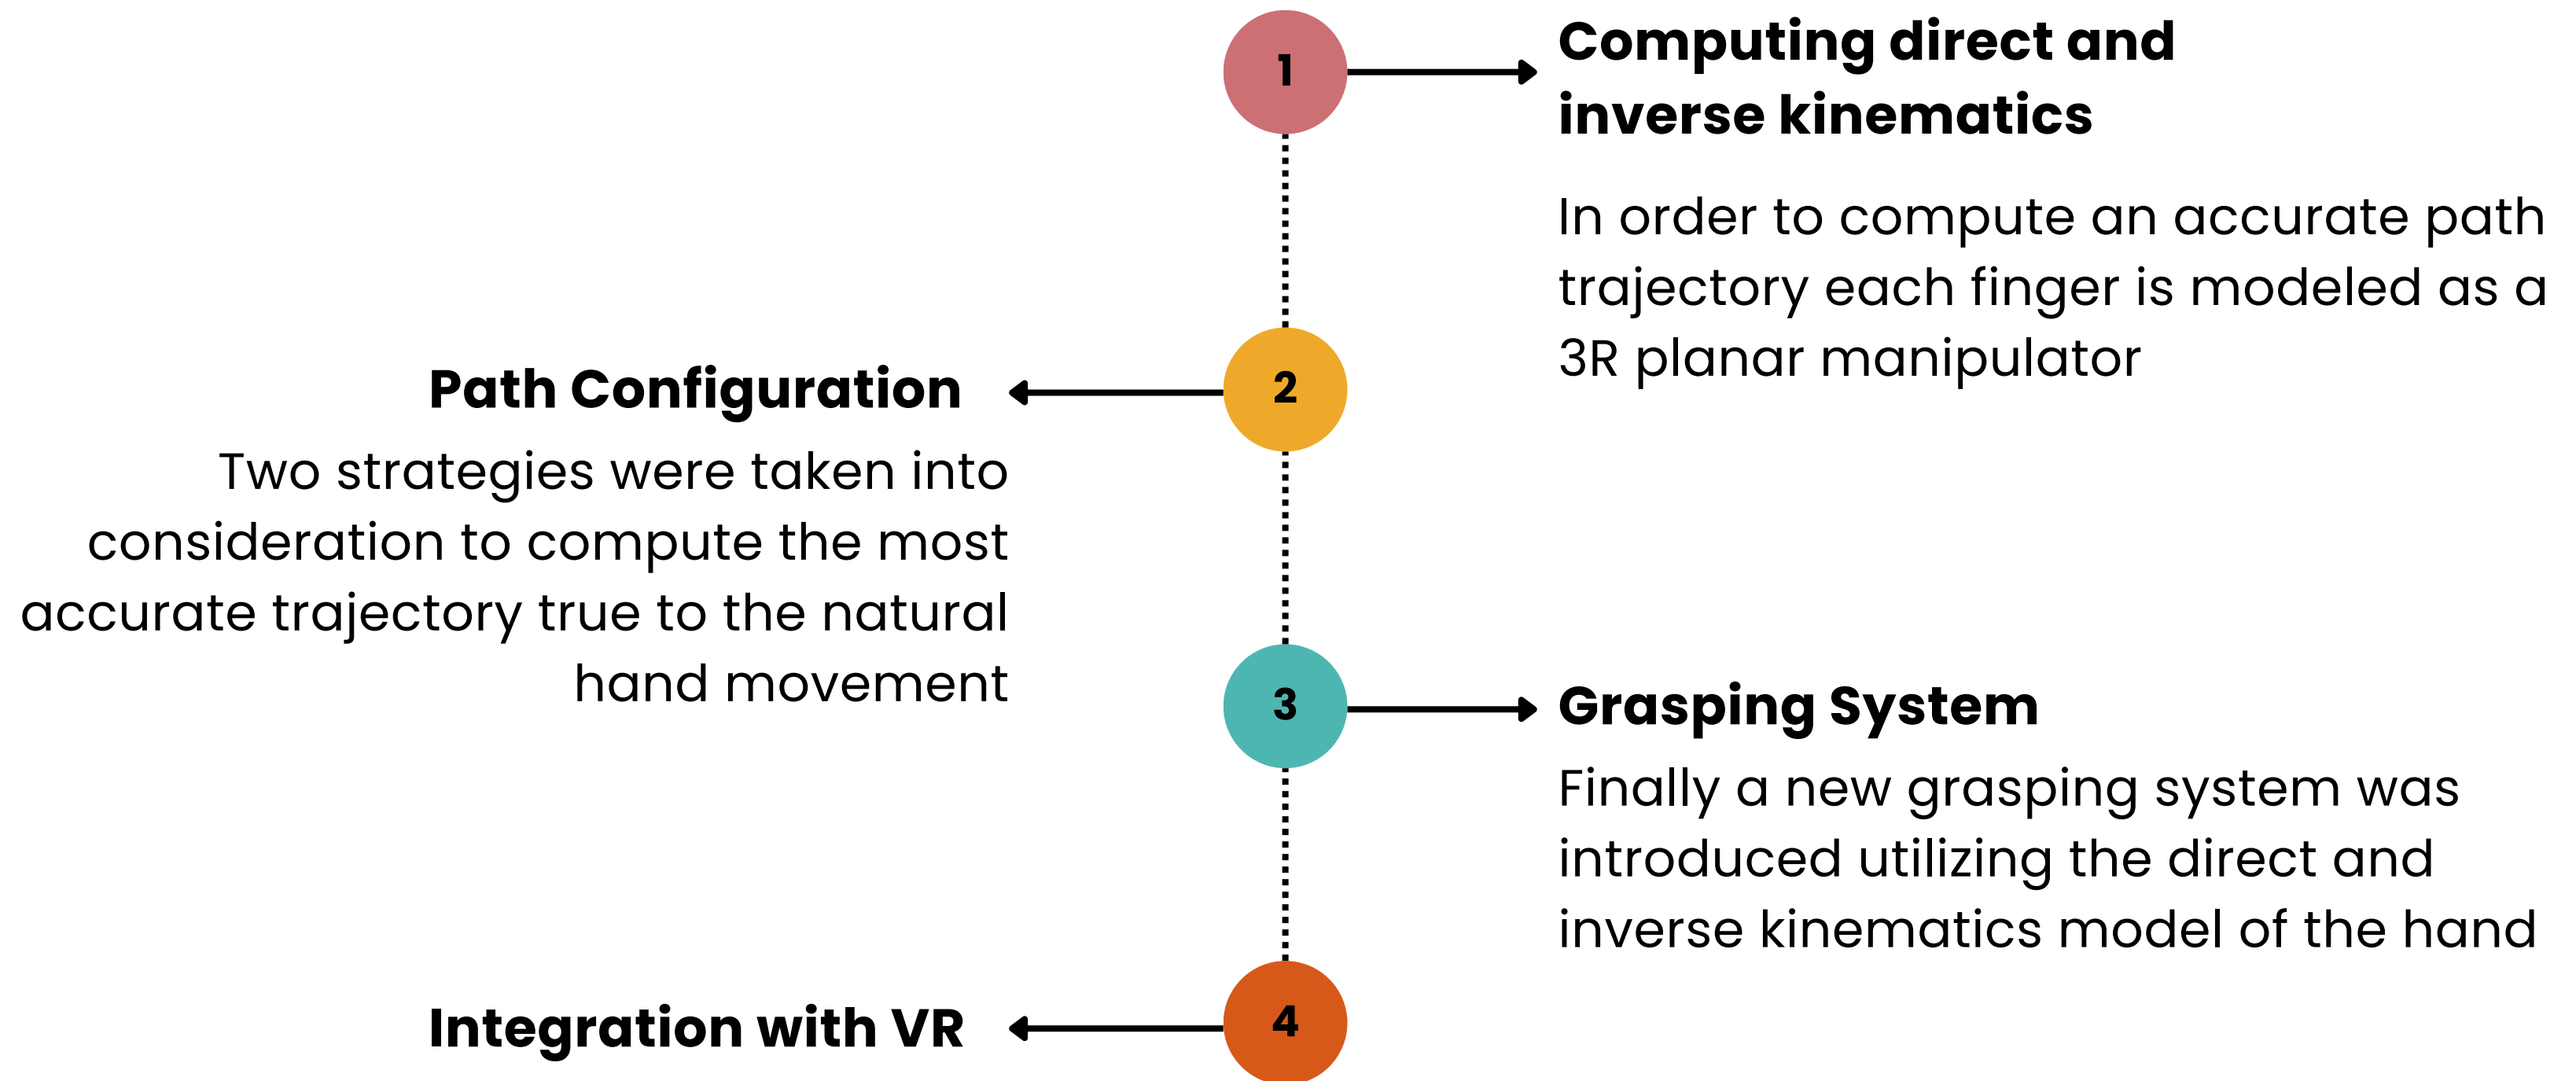 1
Computing direct and
inverse kinematics
In order to compute an accurate path
trajectory each finger is modeled as a
3R planar manipulator
2
Path Configuration
Two strategies were taken into
consideration to compute the most
accurate trajectory true to the natural
hand movement
3
Grasping System
Finally a new grasping system was
introduced utilizing the direct and
inverse kinematics model of the hand
4
Integration with VR